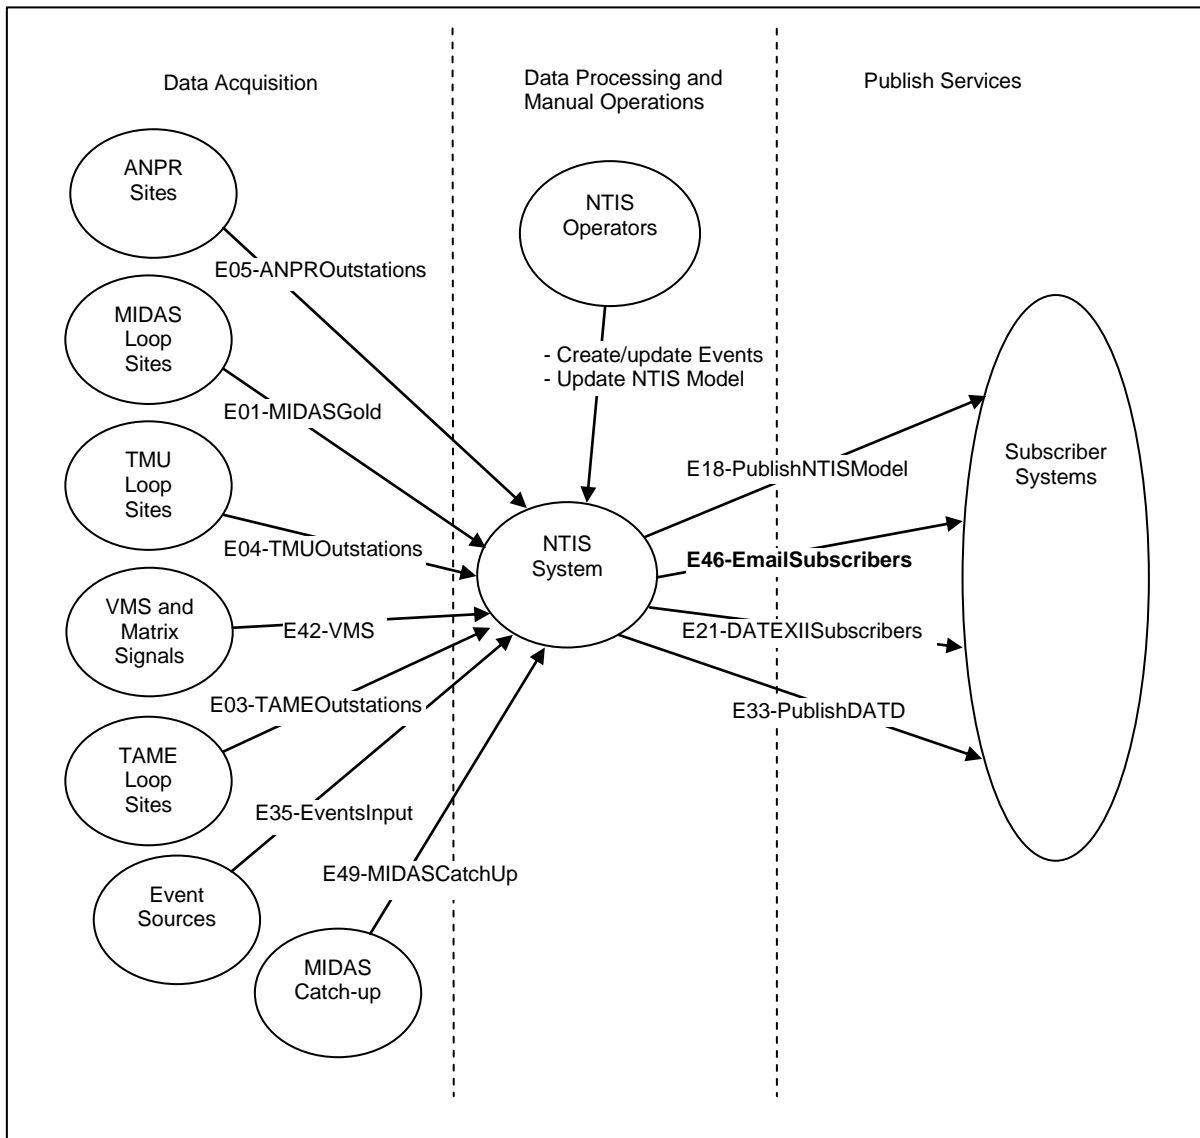 Data Acquisition
Data Processing and
Manual Operations
Publish Services
ANPR
Sites
NTIS
Operators
E05-ANPROutstations
MIDAS
Loop
Sites
- Create/update Events
- Update NTIS Model
E01-MIDASGold
TMU
Loop
Sites
E18-PublishNTISModel
Subscriber
Systems
E04-TMUOutstations
NTIS
System
E46-EmailSubscribers
VMS and
Matrix
Signals
E42-VMS
E21-DATEXIISubscribers
E03-TAMEOutstations
E33-PublishDATD
TAME
Loop
Sites
E35-EventsInput
E49-MIDASCatchUp
Event
Sources
MIDAS
Catch-up